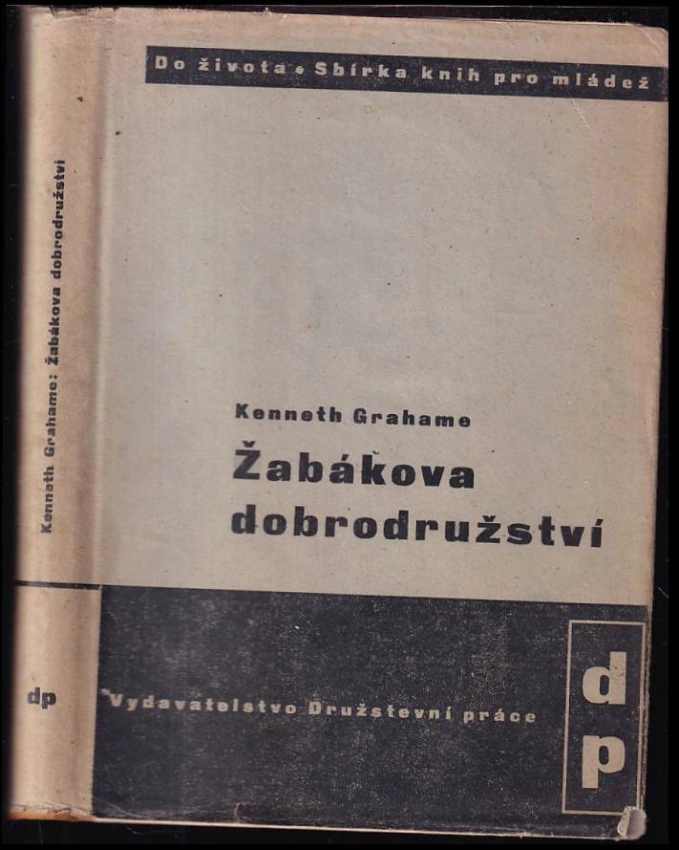 Do života • Sbírka knih pro mládež
Kenneth Grahame: Žabákova dobrodružství
Kenneth Grahame
Žabákova
dobrodružství
dp
Vydavatelstvo Družstevní práce
d
p